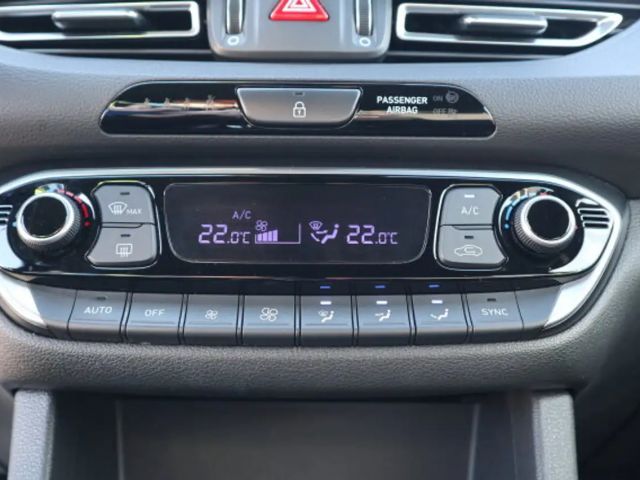 PASSENGER
AIRBAG
ON
OFF
MAX
A/C
22.0°C
22.0°C
A/C
AUTO
OFF
SYNC